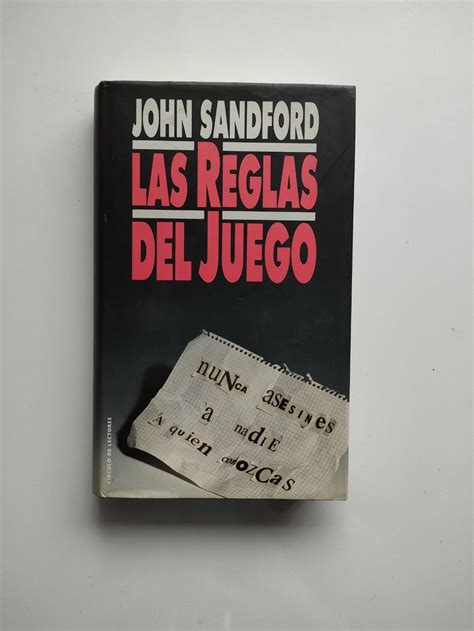 JOHN SANDFORD
LAS REGLAS
DEL JUEGO
nuNca asesines
a nadie
A quien conozcas
CÍRCULO DE LECTORES